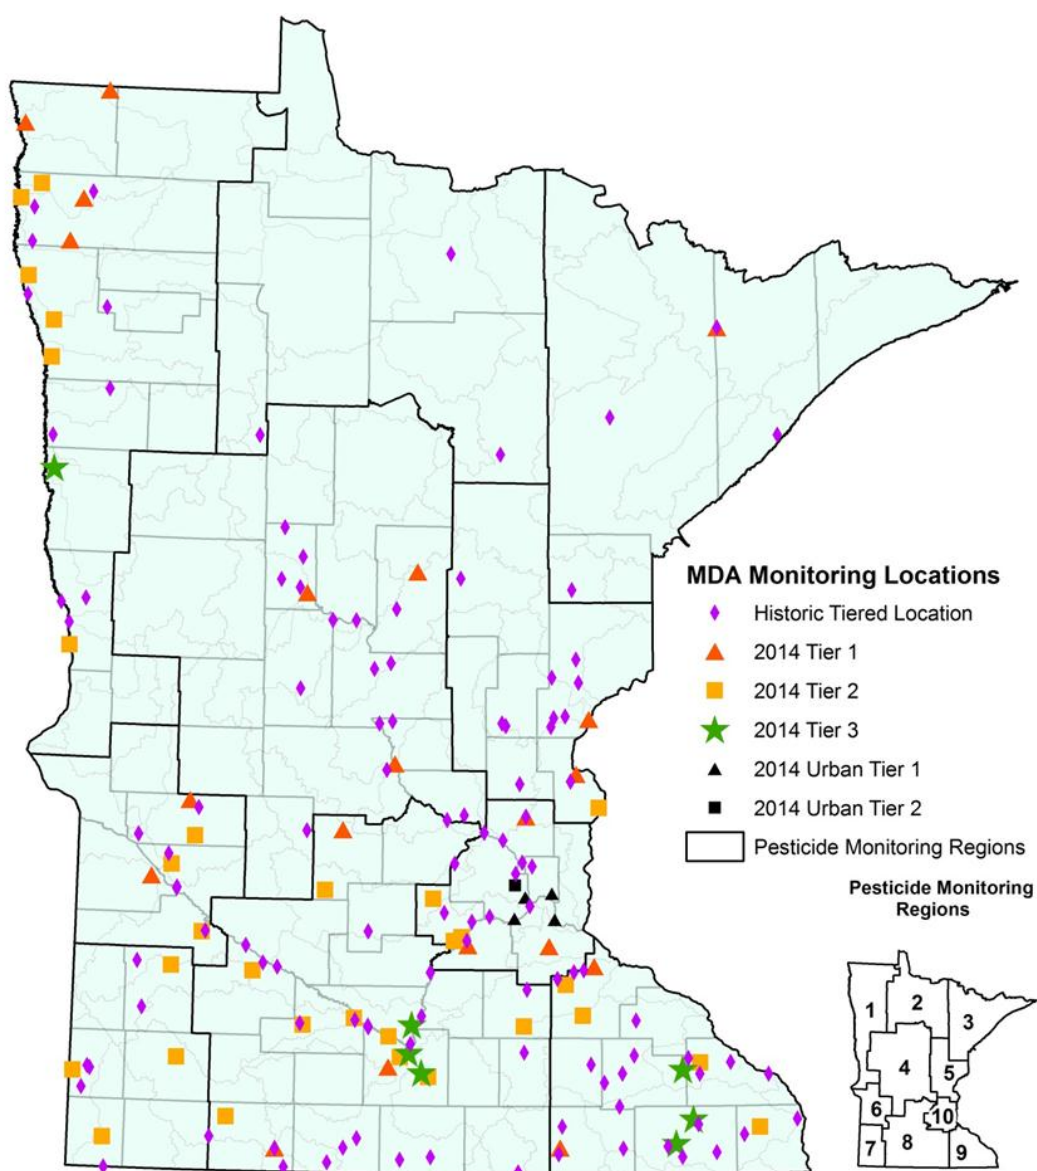 MDA Monitoring Locations
Historic Tiered Location
2014 Tier 1
2014 Tier 2
2014 Tier 3
2014 Urban Tier 1
2014 Urban Tier 2
Pesticide Monitoring Regions
Pesticide Monitoring
Regions
1
2
3
4
5
6
10
7
8
9